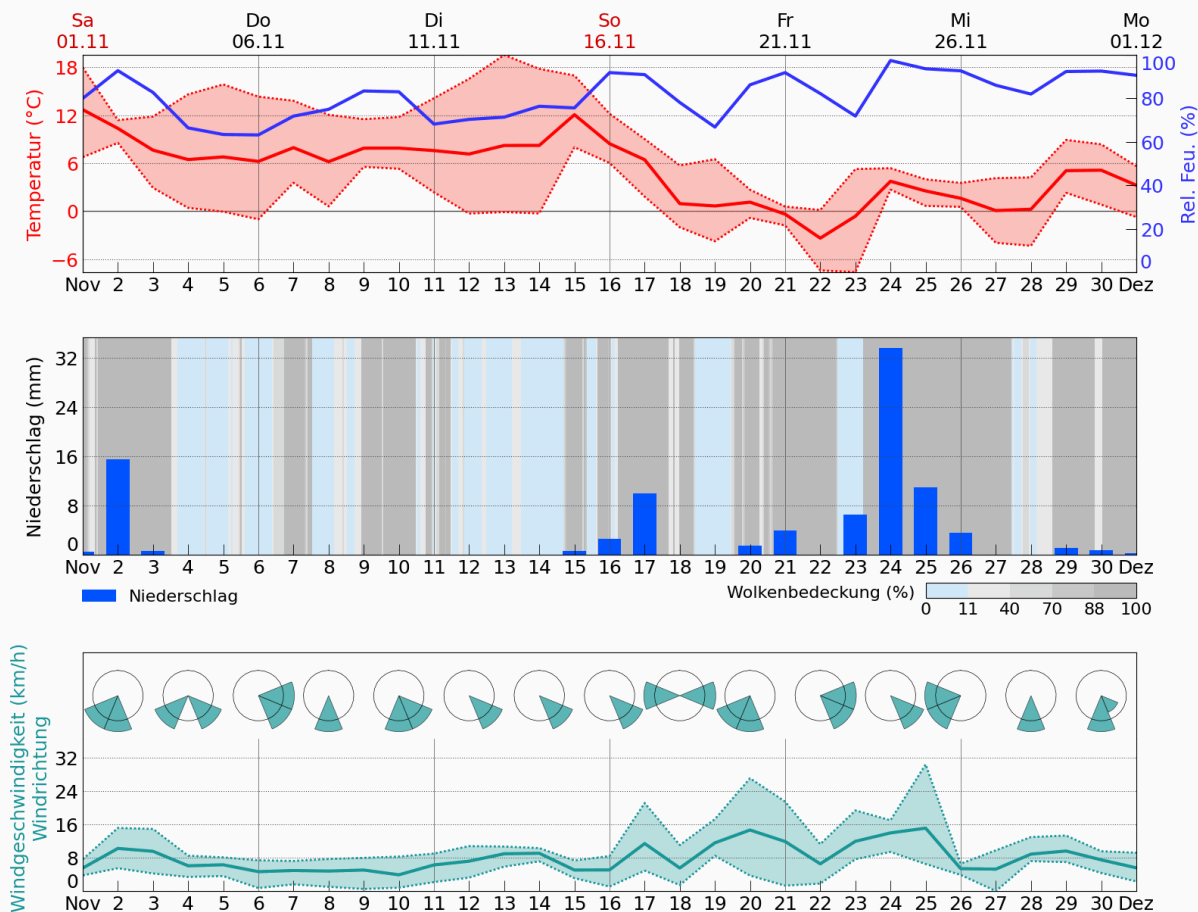 Sa Do Di So Fr Mi Mo
01.11 06.11 11.11 16.11 21.11 26.11 01.12
Temperatur (°C)
18
12
6
0
−6
Rel. Feu. (%)
100
80
60
40
20
0
Nov 2 3 4 5 6 7 8 9 10 11 12 13 14 15 16 17 18 19 20 21 22 23 24 25 26 27 28 29 30 Dez
Niederschlag (mm)
32
24
16
8
0
Nov 2 3 4 5 6 7 8 9 10 11 12 13 14 15 16 17 18 19 20 21 22 23 24 25 26 27 28 29 30 Dez
Niederschlag
Wolkenbedeckung (%)
0 11 40 70 88 100
Windgeschwindigkeit (km/h)
Windrichtung
32
24
16
8
0
Nov 2 3 4 5 6 7 8 9 10 11 12 13 14 15 16 17 18 19 20 21 22 23 24 25 26 27 28 29 30 Dez